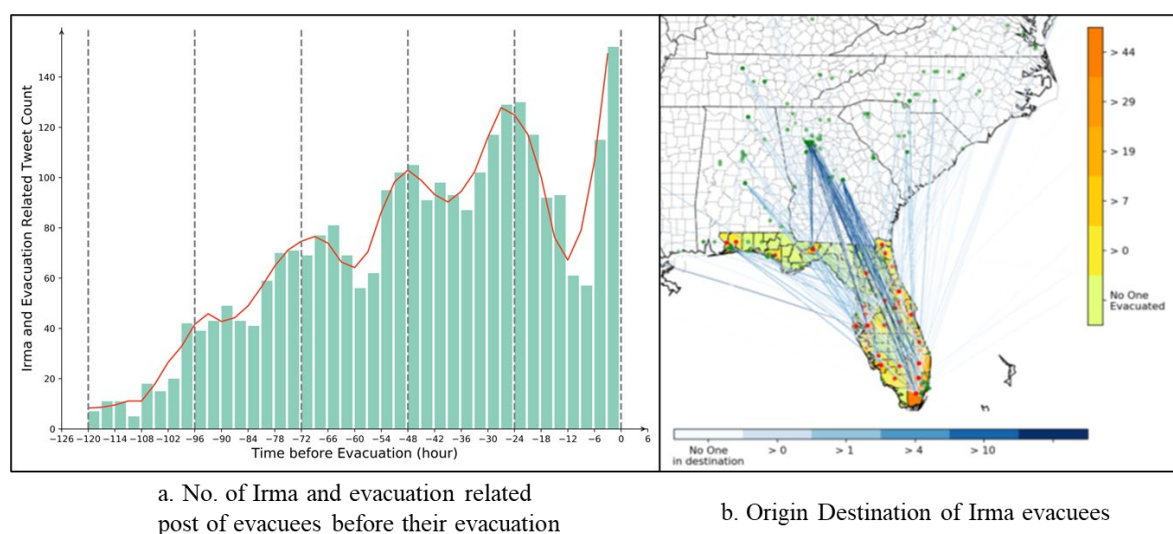 Irma and Evacuation Related Tweet Count
140
120
100
80
60
40
20
0
−126 −120 −114 −108 −102 −96 −90 −84 −78 −72 −66 −60 −54 −48 −42 −36 −30 −24 −18 −12 −6 0 6
Time before Evacuation (hour)
> 44
> 29
> 19
> 7
> 0
No One
Evacuated
No One
in destination
> 0 > 1 > 4 > 10
a. No. of Irma and evacuation related
post of evacuees before their evacuation
b. Origin Destination of Irma evacuees